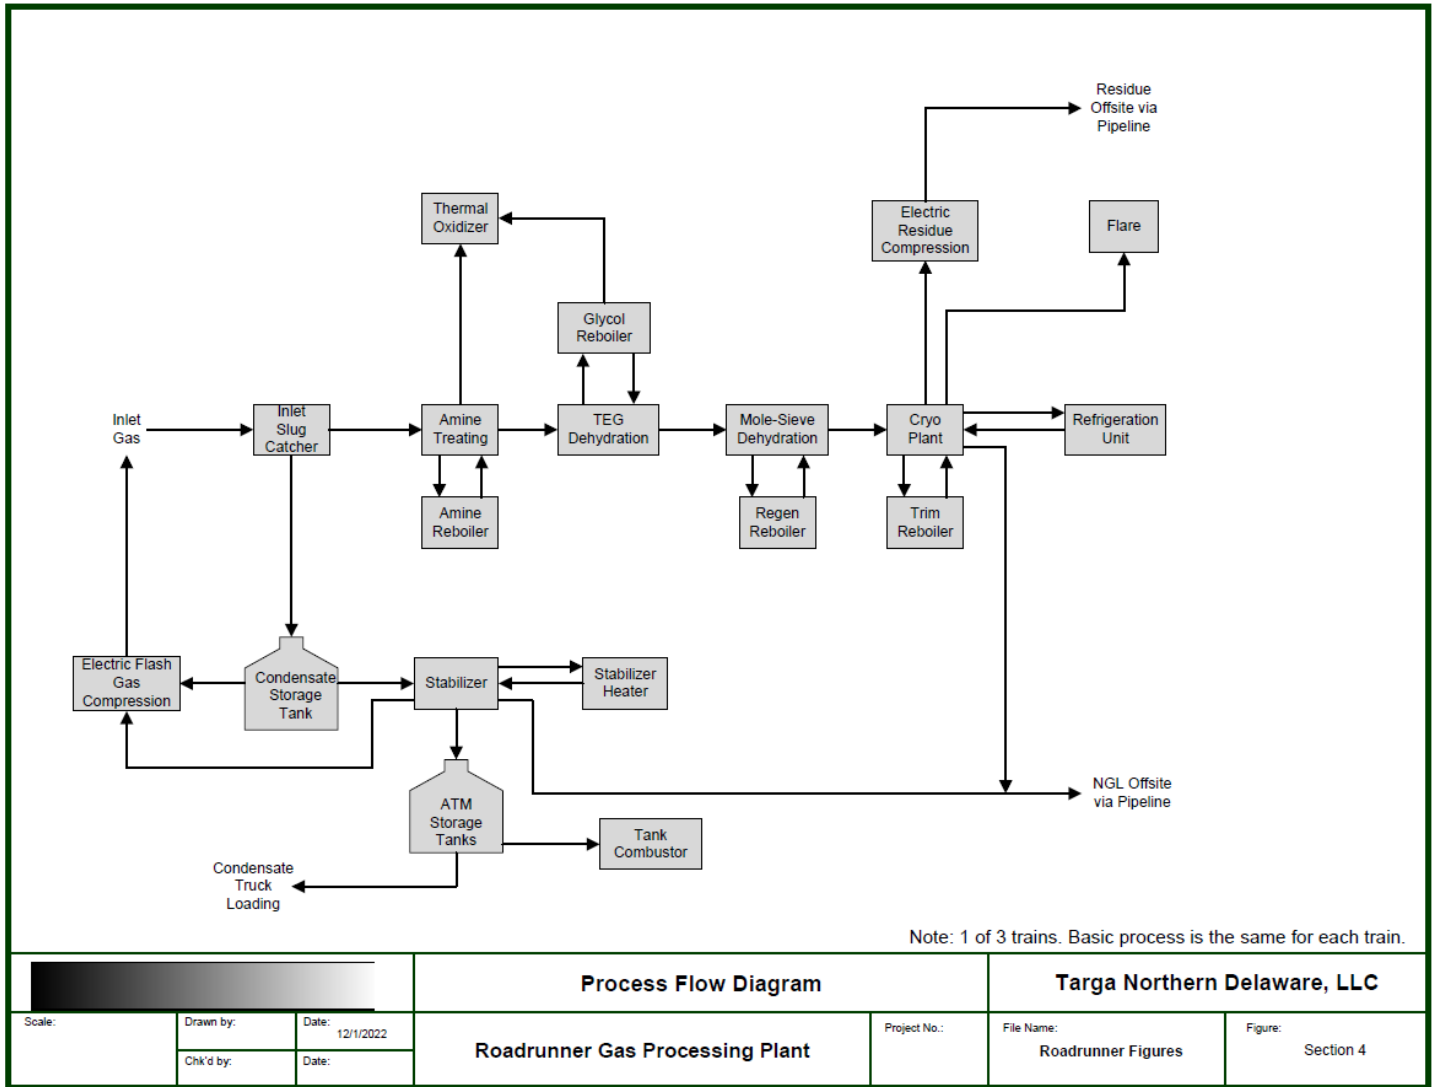 Residue
Offsite via
Pipeline
Thermal
Oxidizer
Electric
Residue
Compression
Flare
Glycol
Reboiler
Inlet
Gas
Inlet
Slug
Catcher
Amine
Treating
TEG
Dehydration
Mole-Sieve
Dehydration
Cryo
Plant
Refrigeration
Unit
Amine
Reboiler
Regen
Reboiler
Trim
Reboiler
Electric Flash
Gas
Compression
Condensate
Storage
Tank
Stabilizer
Stabilizer
Heater
ATM
Storage
Tanks
Tank
Combustor
NGL Offsite
via Pipeline
Condensate
Truck
Loading
Note: 1 of 3 trains. Basic process is the same for each train.
Process Flow Diagram
Targa Northern Delaware, LLC
Scale:
Drawn by:
Date:
12/1/2022
Chk'd by:
Date:
Roadrunner Gas Processing Plant
Project No.:
File Name:
Roadrunner Figures
Figure:
Section 4